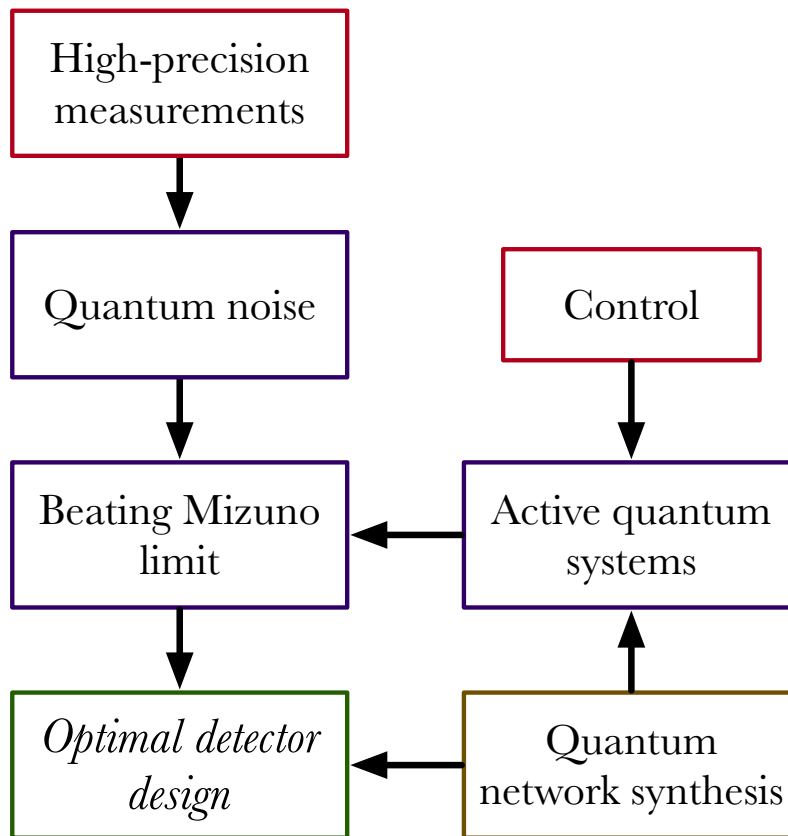 High-precision
measurements
Quantum noise
Control
Beating Mizuno
limit
Active quantum
systems
Optimal detector
design
Quantum
network synthesis